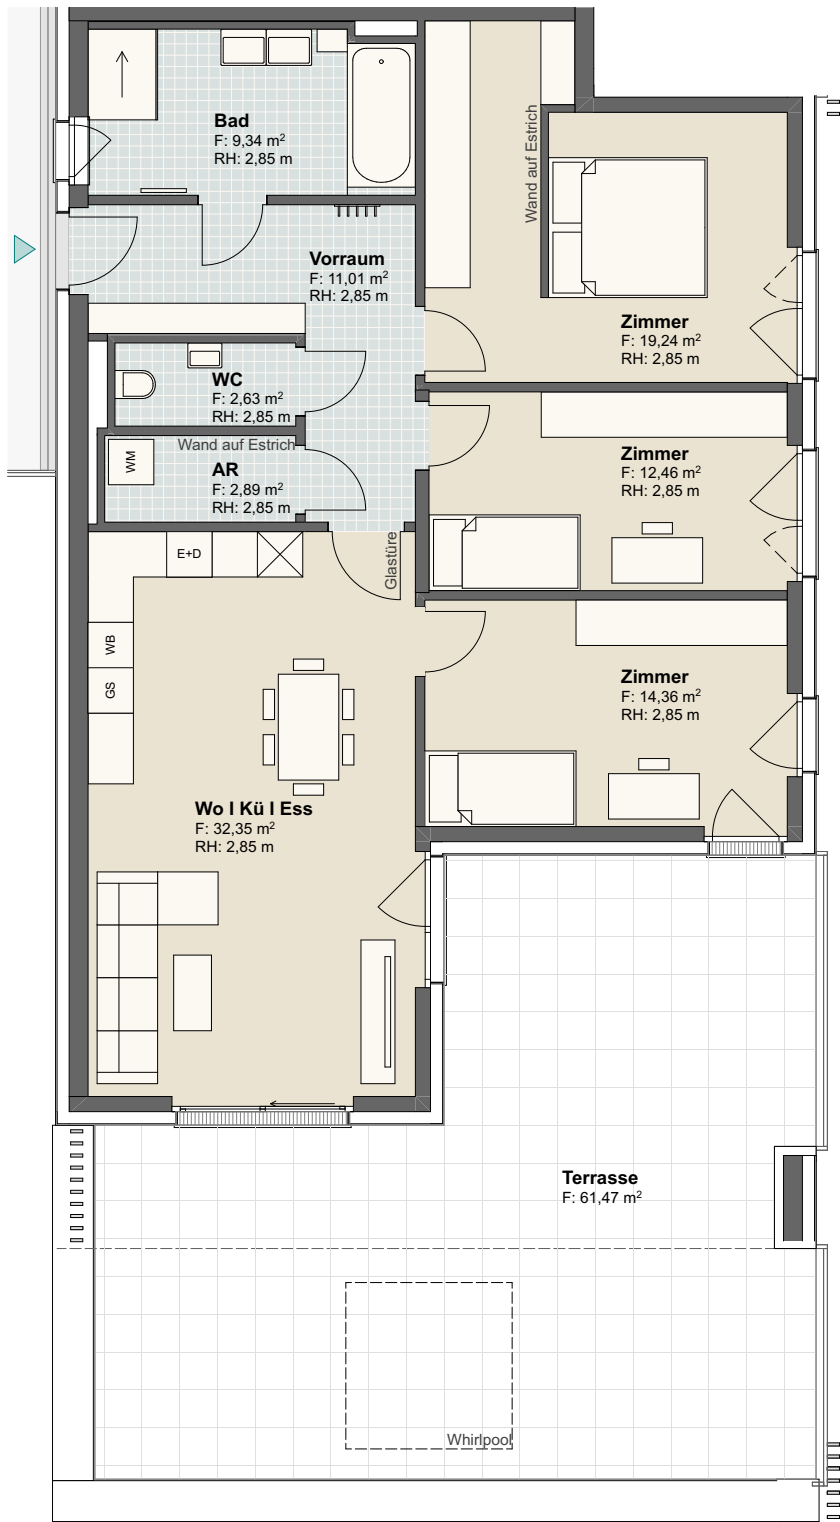 Bad
F: 9,34 m²
RH: 2,85 m
Wand auf Estrich
Vorraum
F: 11,01 m²
RH: 2,85 m
Zimmer
F: 19,24 m²
RH: 2,85 m
WC
F: 2,63 m²
RH: 2,85 m
Wand auf Estrich
WM
AR
F: 2,89 m²
RH: 2,85 m
Zimmer
F: 12,46 m²
RH: 2,85 m
E+D
Glastüre
WB
GS
Zimmer
F: 14,36 m²
RH: 2,85 m
Wo I Kü I Ess
F: 32,35 m²
RH: 2,85 m
Terrasse
F: 61,47 m²
Whirlpool